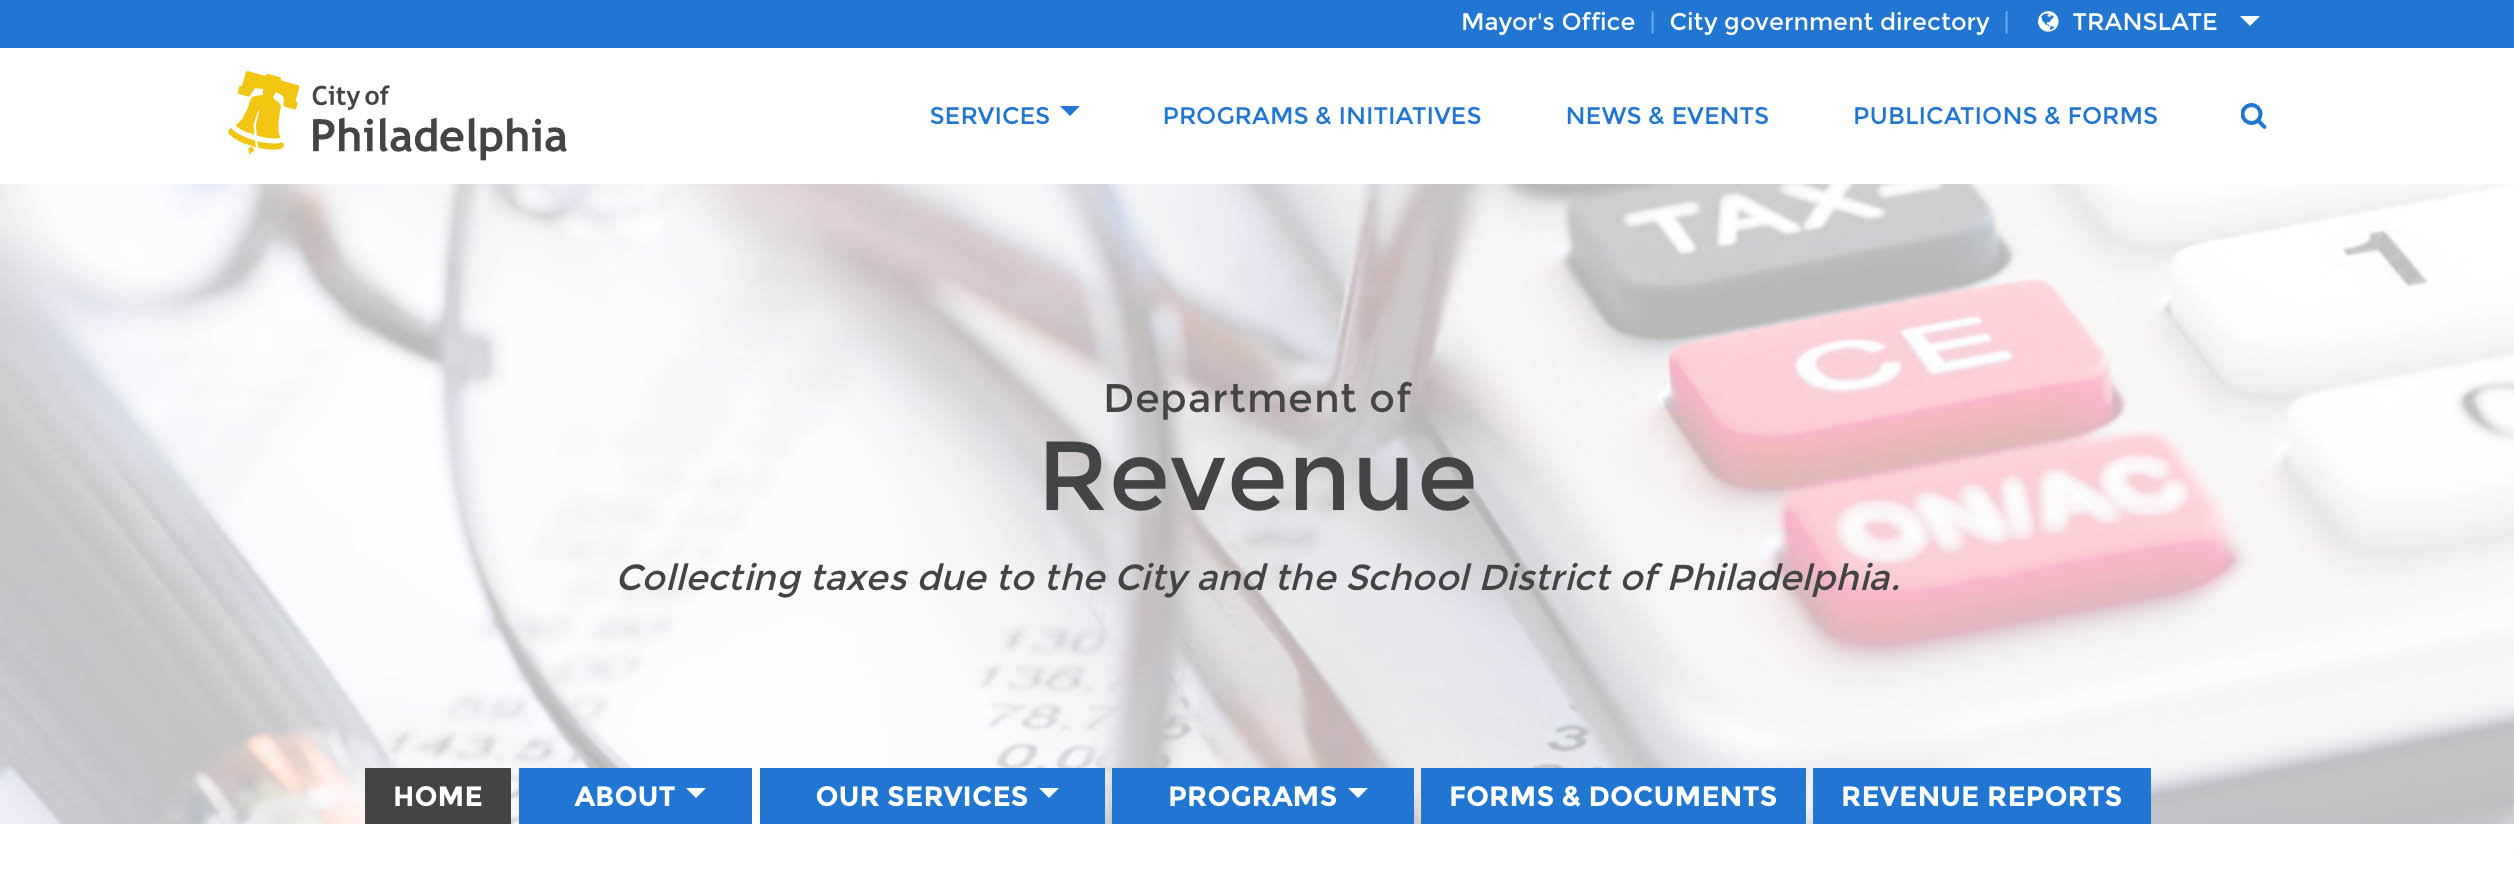 Mayor's Office | City government directory | TRANSLATE
City of
Philadelphia
SERVICES PROGRAMS & INITIATIVES NEWS & EVENTS PUBLICATIONS & FORMS
TAX-
1
CE
Department of
Revenue
ON/AC
Collecting taxes due to the City and the School District of Philadelphia.
HOME ABOUT OUR SERVICES PROGRAMS FORMS & DOCUMENTS REVENUE REPORTS